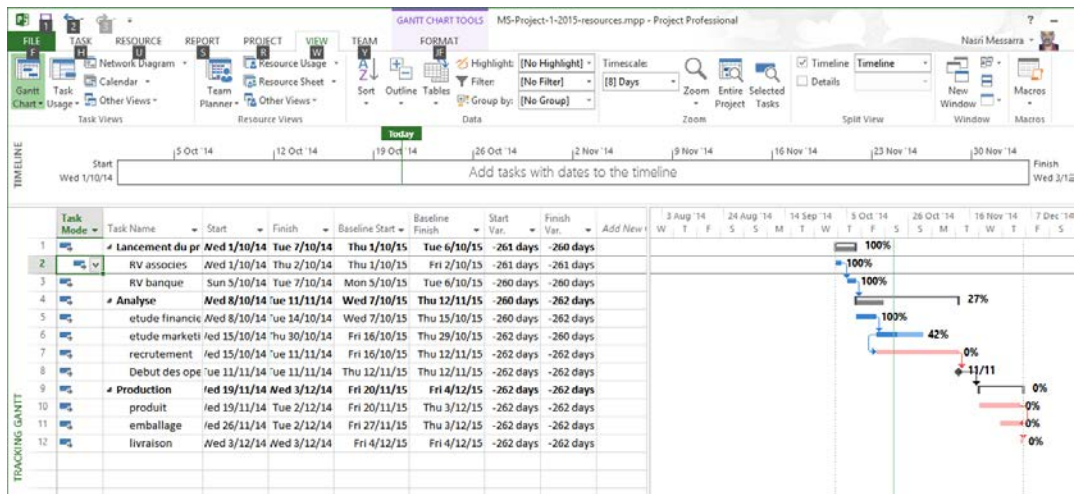 GANTT CHART TOOLS MS-Project-1-2015-resources.mpp - Project Professional ?
FILE TASK RESOURCE REPORT PROJECT VIEW TEAM FORMAT Nasri Messarra
1 2 3
F H U S R W Y JF
Gantt Chart
Task Usage
Network Diagram
Calendar
Other Views
Task Views
Team Planner
Resource Usage
Resource Sheet
Other Views
Resource Views
Sort Outline Tables
Highlight: [No Highlight]
Filter: [No Filter]
Group by: [No Group]
Data
Timescale:
[8] Days
Zoom Entire Project Selected Tasks
Zoom
Timeline Timeline
Details
Split View
New Window
Window
Macros
Macros
TIMELINE
Today
5 Oct '14 12 Oct '14 19 Oct '14 26 Oct '14 2 Nov '14 9 Nov '14 16 Nov '14 23 Nov '14 30 Nov '14
Start
Wed 1/10/14
Add tasks with dates to the timeline
Finish
Wed 3/12
TRACKING GANTT
Task Mode Task Name Start Finish Baseline Start Baseline Finish Start Var. Finish Var. Add New
3 Aug '14 24 Aug '14 14 Sep '14 5 Oct '14 26 Oct '14 16 Nov '14 7 Dec '14
W T F S S M T W T F S
1 Lancement du pr Wed 1/10/14 Tue 7/10/14 Thu 1/10/15 Tue 6/10/15 -261 days -260 days 100%
2 RV associes Wed 1/10/14 Thu 2/10/14 Thu 1/10/15 Fri 2/10/15 -261 days -261 days 100%
3 RV banque Sun 5/10/14 Tue 7/10/14 Mon 5/10/15 Tue 6/10/15 -260 days -260 days 100%
4 Analyse Wed 8/10/14 Tue 11/11/14 Wed 7/10/15 Thu 12/11/15 -260 days -262 days 27%
5 etude financie Wed 8/10/14 Tue 14/10/14 Wed 7/10/15 Thu 15/10/15 -260 days -262 days 100%
6 etude marketi Wed 15/10/14 Thu 30/10/14 Fri 16/10/15 Thu 29/10/15 -262 days -260 days 42%
7 recrutement Wed 15/10/14 Tue 11/11/14 Fri 16/10/15 Thu 12/11/15 -262 days -262 days 0%
8 Debut des ope Tue 11/11/14 Tue 11/11/14 Thu 12/11/15 Thu 12/11/15 -262 days -262 days 11/11
9 Production Wed 19/11/14 Wed 3/12/14 Fri 20/11/15 Fri 4/12/15 -262 days -262 days 0%
10 produit Wed 19/11/14 Tue 2/12/14 Fri 20/11/15 Thu 3/12/15 -262 days -262 days 0%
11 emballage Wed 26/11/14 Tue 2/12/14 Fri 27/11/15 Thu 3/12/15 -262 days -262 days 0%
12 livraison Wed 3/12/14 Wed 3/12/14 Fri 4/12/15 Fri 4/12/15 -262 days -262 days 0%